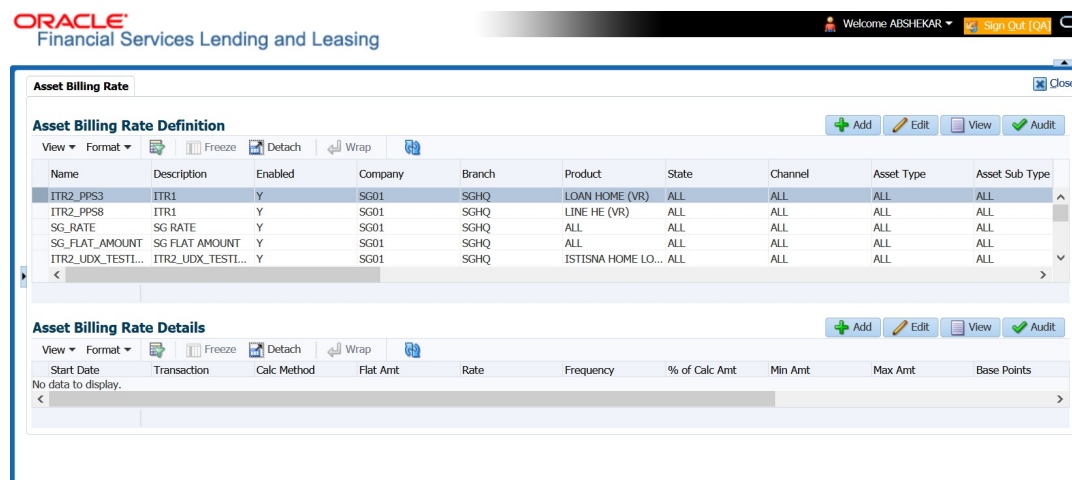 ORACLE
Financial Services Lending and Leasing
Welcome ABSHEKAR Sign Out [QA]
Asset Billing Rate Close
Asset Billing Rate Definition Add Edit View Audit
View Format Freeze Detach Wrap
Name Description Enabled Company Branch Product State Channel Asset Type Asset Sub Type
ITR2_PPS3 ITR1 Y SG01 SGHQ LOAN HOME (VR) ALL ALL ALL ALL
ITR2_PPS8 ITR1 Y SG01 SGHQ LINE HE (VR) ALL ALL ALL ALL
SG_RATE SG RATE Y SG01 SGHQ ALL ALL ALL ALL ALL
SG_FLAT_AMOUNT SG FLAT AMOUNT Y SG01 SGHQ ALL ALL ALL ALL ALL
ITR2_UDX_TESTI... ITR2_UDX_TESTI... Y SG01 SGHQ ISTISNA HOME LO... ALL ALL ALL ALL
Asset Billing Rate Details Add Edit View Audit
View Format Freeze Detach Wrap
Start Date Transaction Calc Method Flat Amt Rate Frequency % of Calc Amt Min Amt Max Amt Base Points
No data to display.